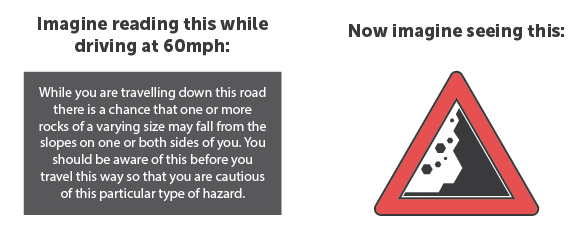 Imagine reading this while
driving at 60mph:
While you are travelling down this road
there is a chance that one or more
rocks of a varying size may fall from the
slopes on one or both sides of you. You
should be aware of this before you
travel this way so that you are cautious
of this particular type of hazard.
Now imagine seeing this: